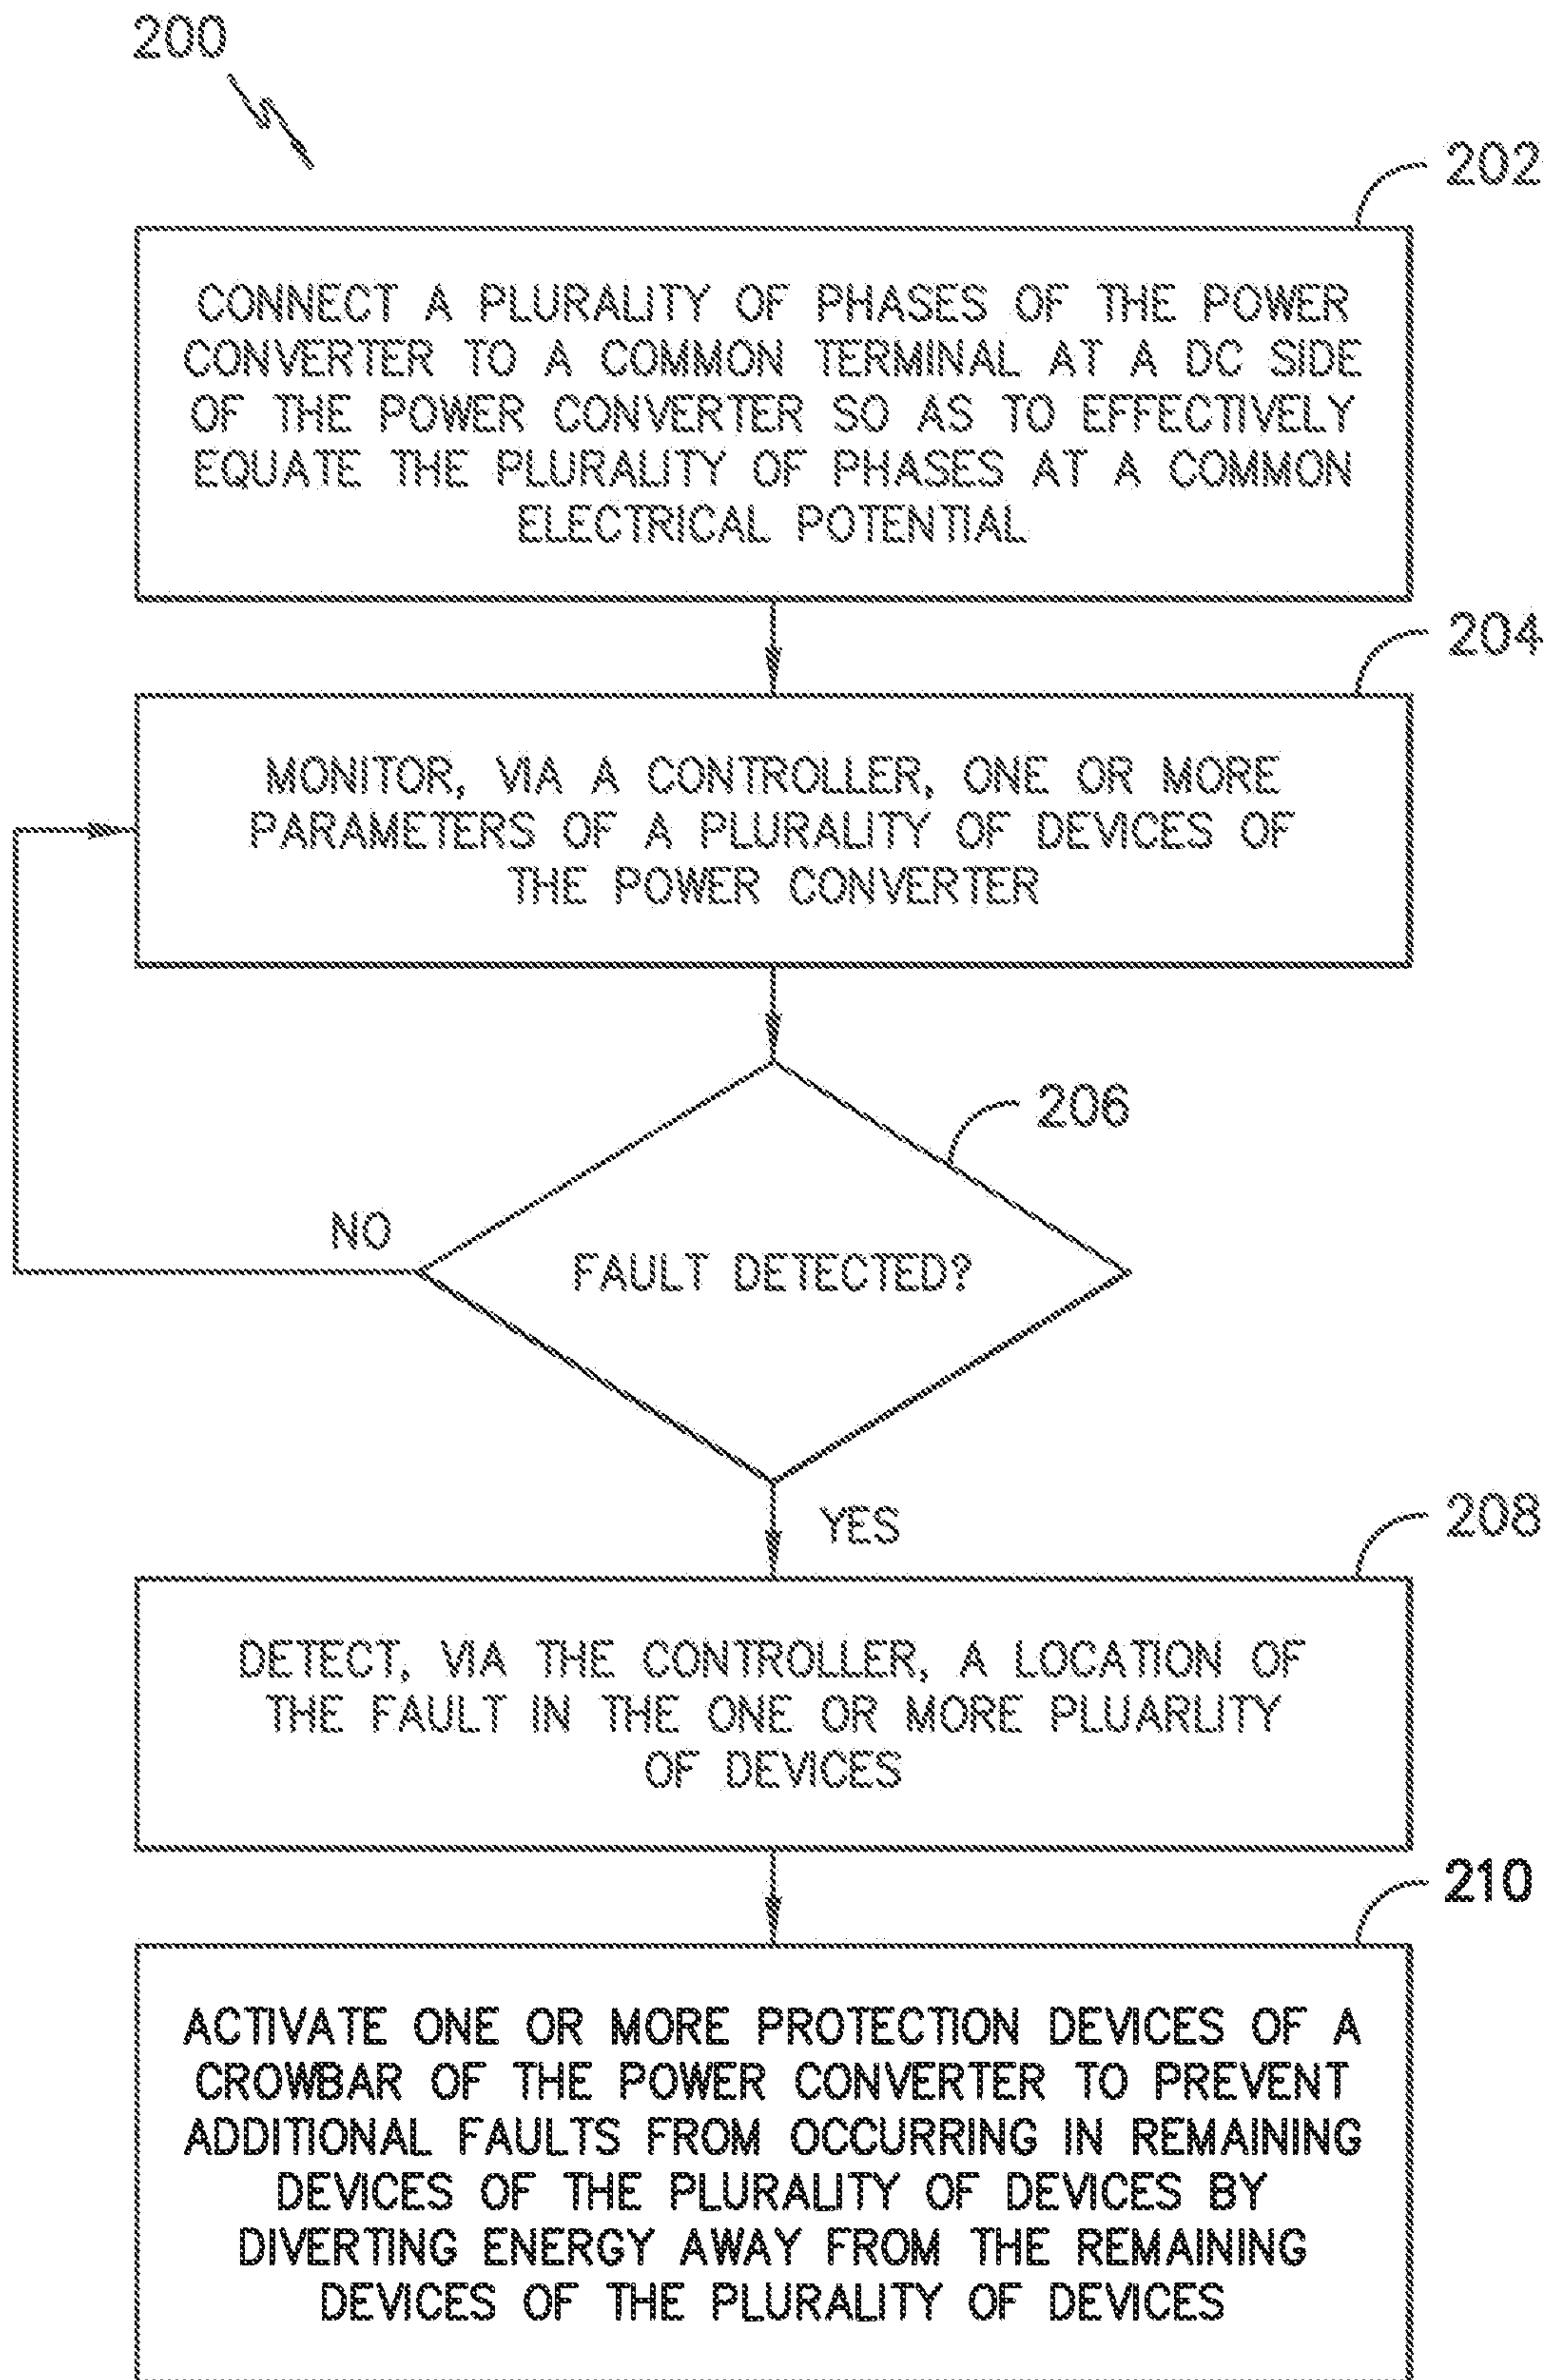 200
202
CONNECT A PLURALITY OF PHASES OF THE POWER
CONVERTER TO A COMMON TERMINAL AT A DC SIDE
OF THE POWER CONVERTER SO AS TO EFFECTIVELY
EQUATE THE PLURALITY OF PHASES AT A COMMON
ELECTRICAL POTENTIAL
204
MONITOR, VIA A CONTROLLER, ONE OR MORE
PARAMETERS OF A PLURALITY OF DEVICES OF
THE POWER CONVERTER
206
NO
FAULT DETECTED?
YES
208
DETECT, VIA THE CONTROLLER, A LOCATION OF
THE FAULT IN THE ONE OR MORE PLUARLITY
OF DEVICES
210
ACTIVATE ONE OR MORE PROTECTION DEVICES OF A
CROWBAR OF THE POWER CONVERTER TO PREVENT
ADDITIONAL FAULTS FROM OCCURRING IN REMAINING
DEVICES OF THE PLURALITY OF DEVICES BY
DIVERTING ENERGY AWAY FROM THE REMAINING
DEVICES OF THE PLURALITY OF DEVICES